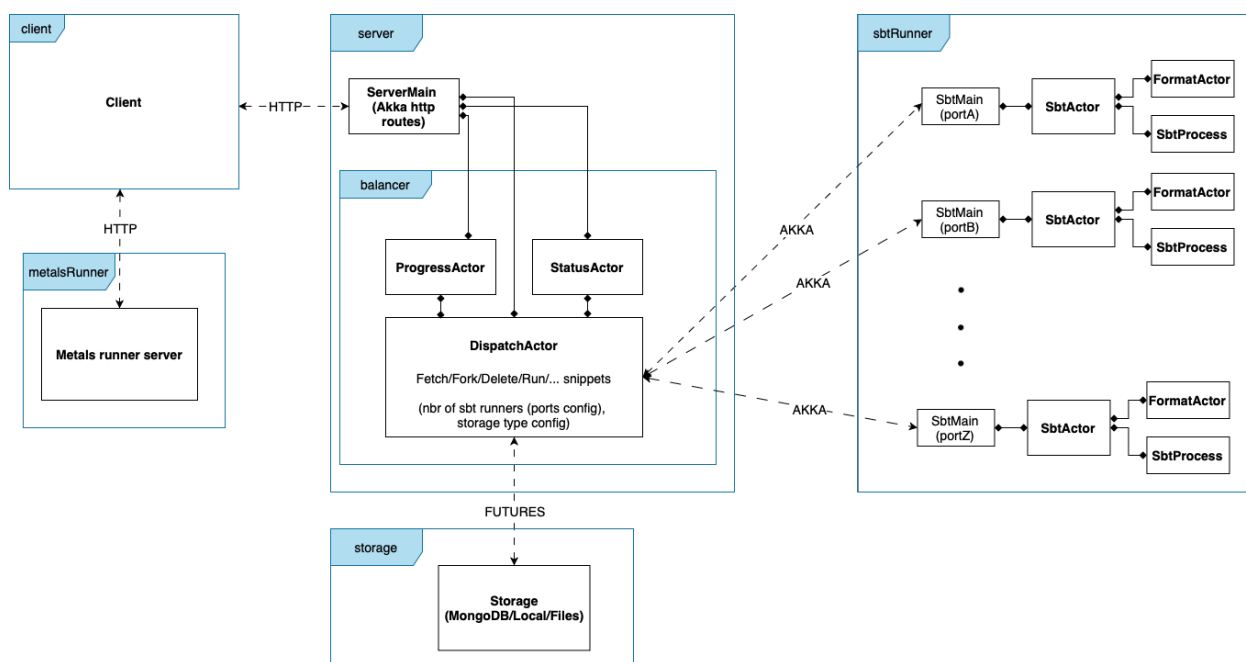 client
Client
HTTP
metalsRunner
Metals runner server
server
HTTP
ServerMain
(Akka http
routes)
balancer
ProgressActor
StatusActor
DispatchActor
Fetch/Fork/Delete/Run/... snippets
(nbr of sbt runners (ports config),
storage type config)
FUTURES
storage
Storage
(MongoDB/Local/Files)
AKKA
AKKA
AKKA
sbtRunner
SbtMain
(portA)
SbtActor
FormatActor
SbtProcess
SbtMain
(portB)
SbtActor
FormatActor
SbtProcess
SbtMain
(portZ)
SbtActor
FormatActor
SbtProcess